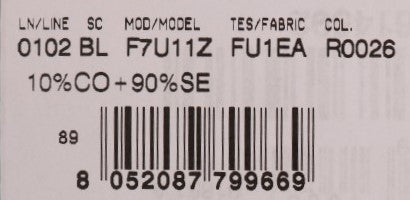 LN/LINE SC MOD/MODEL TES/FABRIC COL.
0102 BL F7U11Z FU1EA R0026
10%CO+90%SE
89
8 052087 799669